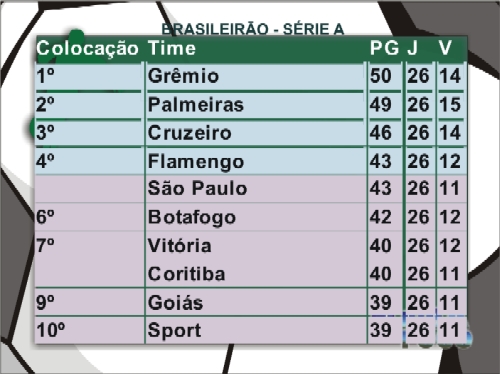 BRASILEIRÃO - SÉRIE A
Colocação Time PG J V
1º Grêmio 50 26 14
2º Palmeiras 49 26 15
3º Cruzeiro 46 26 14
4º Flamengo 43 26 12
São Paulo 43 26 11
6º Botafogo 42 26 12
7º Vitória 40 26 12
Coritiba 40 26 11
9º Goiás 39 26 11
10º Sport 39 26 11